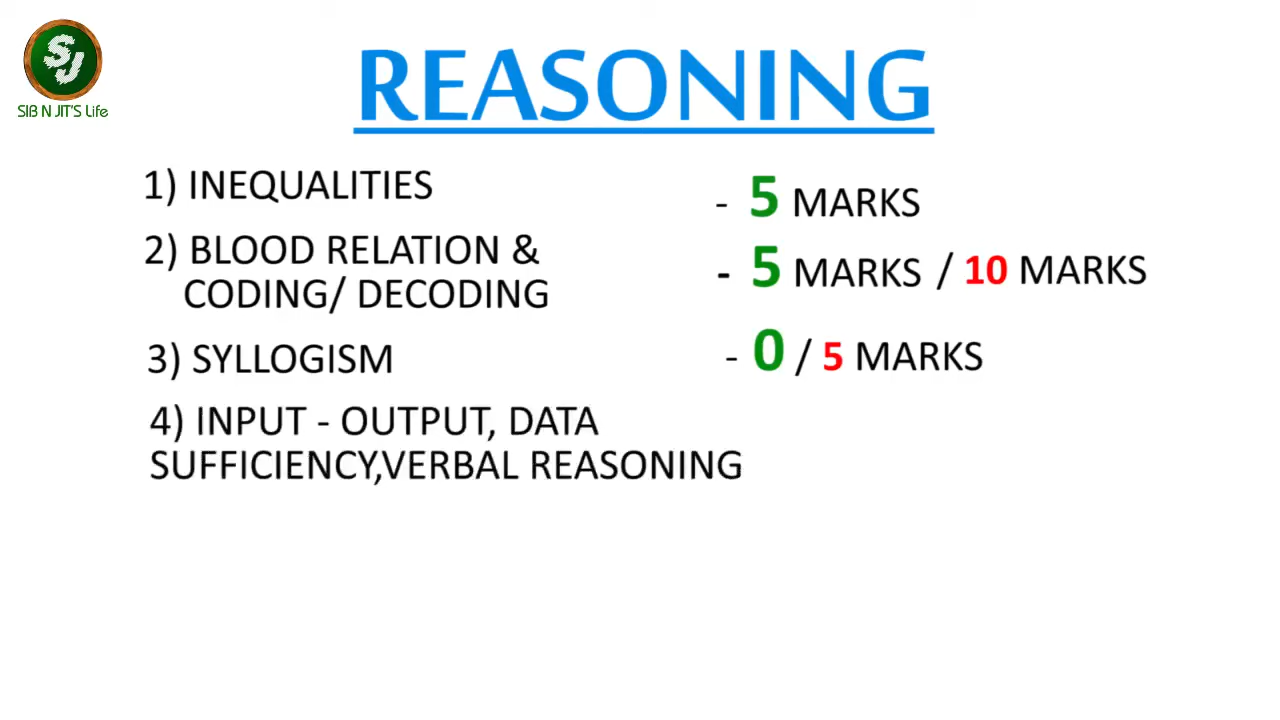 SJ
SIB N JIT'S Life
REASONING
1) INEQUALITIES - 5 MARKS
2) BLOOD RELATION &
CODING/ DECODING - 5 MARKS / 10 MARKS
3) SYLLOGISM - 0 / 5 MARKS
4) INPUT - OUTPUT, DATA
SUFFICIENCY,VERBAL REASONING